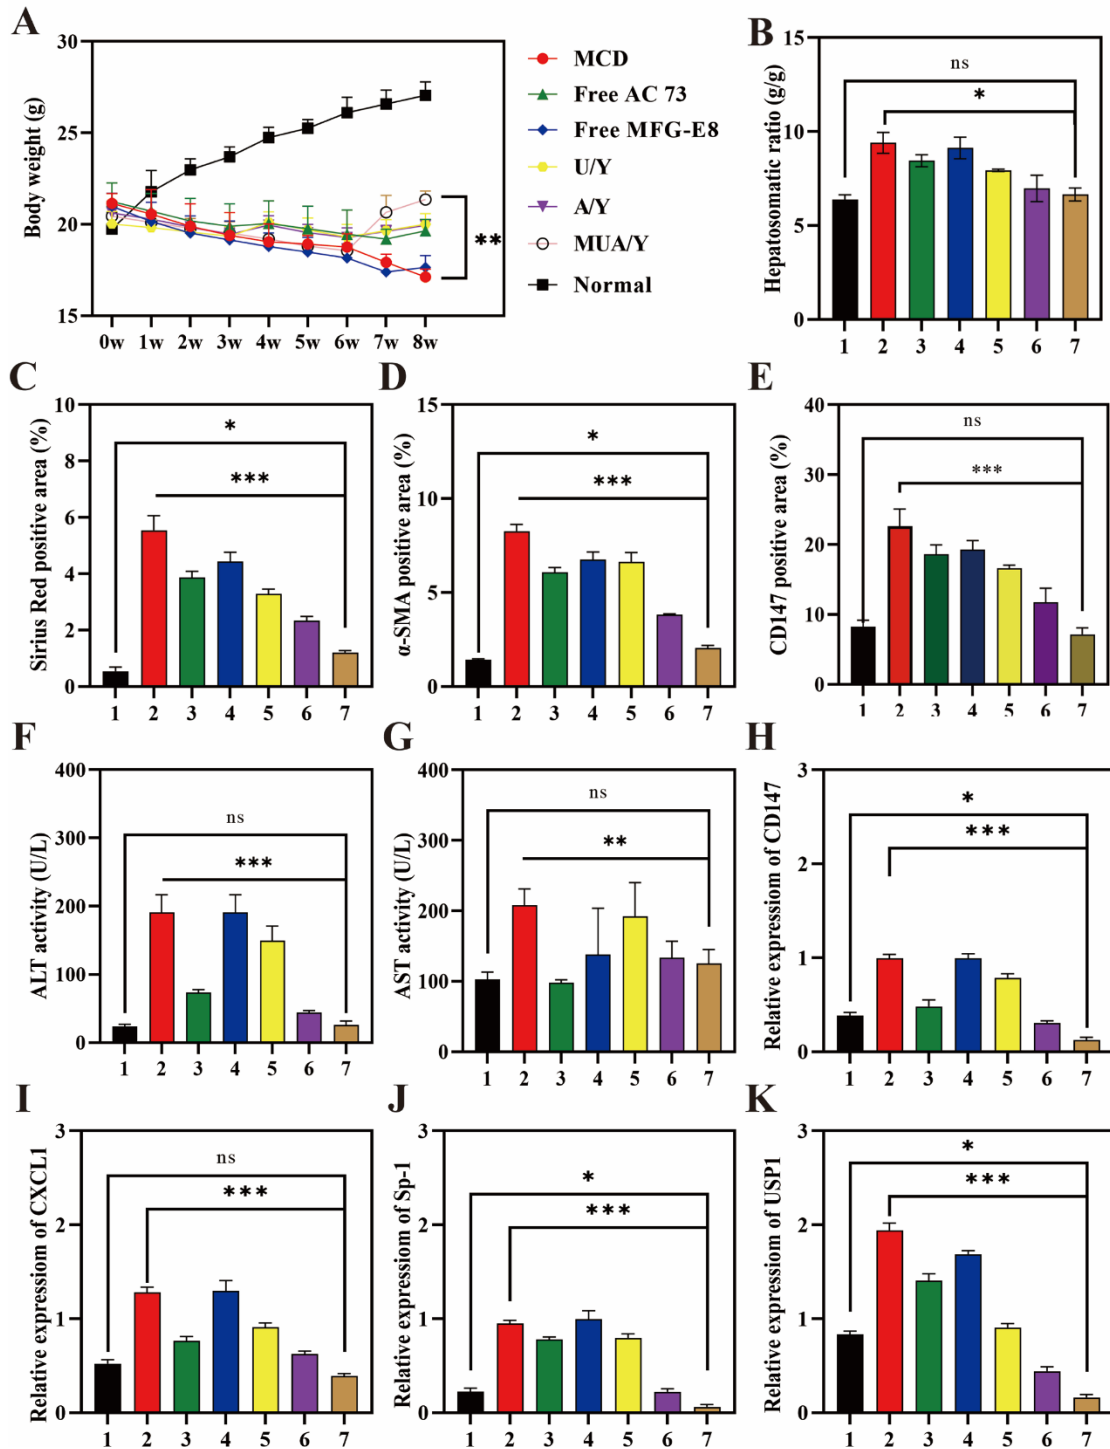 A
Body weight (g)
30
25
20
15
0w 1w 2w 3w 4w 5w 6w 7w 8w
**
MCD
Free AC 73
Free MFG-E8
U/Y
A/Y
MUA/Y
Normal
B
Hepatosomatic ratio (g/g)
15
10
5
0
ns
*
1 2 3 4 5 6 7
C
Sirius Red positive area (%)
10
8
6
4
2
0
*
***
1 2 3 4 5 6 7
D
α-SMA positive area (%)
15
10
5
0
*
***
1 2 3 4 5 6 7
E
CD147 positive area (%)
40
30
20
10
0
ns
***
1 2 3 4 5 6 7
F
ALT activity (U/L)
400
300
200
100
0
ns
***
1 2 3 4 5 6 7
G
AST activity (U/L)
400
300
200
100
0
ns
**
1 2 3 4 5 6 7
H
Relative expressiom of CD147
3
2
1
0
*
***
1 2 3 4 5 6 7
I
Relative expressiom of CXCL1
3
2
1
0
ns
***
1 2 3 4 5 6 7
J
Relative expressiom of Sp-1
3
2
1
0
*
***
1 2 3 4 5 6 7
K
Relative expressiom of USP1
3
2
1
0
*
***
1 2 3 4 5 6 7